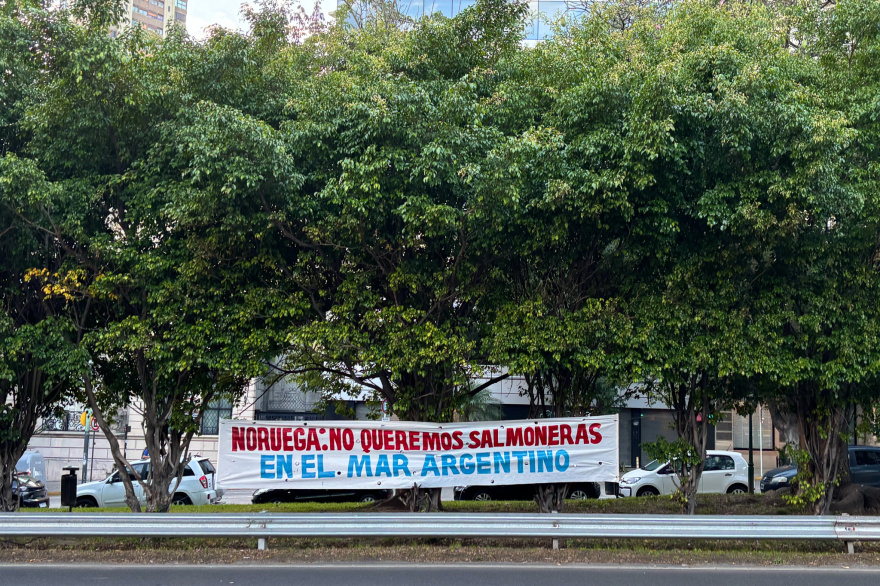 NORUEGA: NO QUEREMOS SALMONERAS
EN EL MAR ARGENTINO